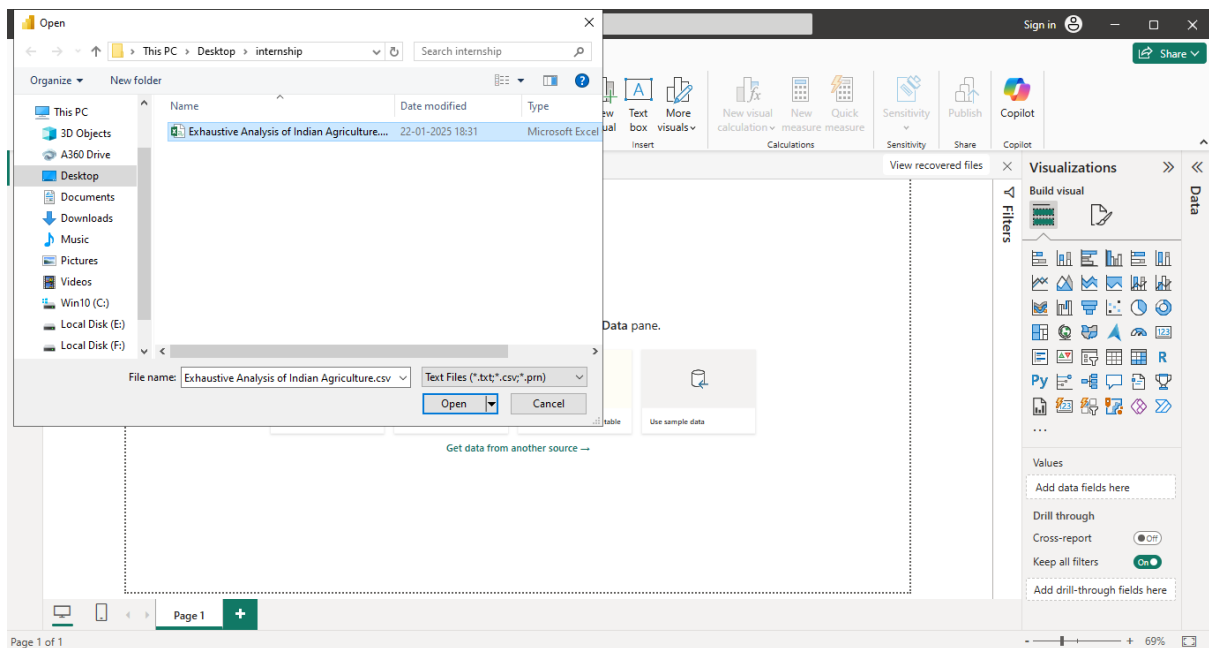 Open
Sign in
Share
This PC > Desktop > internship
Search internship
Organize
New folder
Name
Date modified
Type
Exhaustive Analysis of Indian Agriculture....
22-01-2025 18:31
Microsoft Excel
This PC
3D Objects
A360 Drive
Desktop
Documents
Downloads
Music
Pictures
Videos
Win10 (C:)
Local Disk (E:)
Local Disk (F:)
File name:
Exhaustive Analysis of Indian Agriculture.csv
Text Files (*.txt;*.csv;*.prn)
Open
Cancel
Text box
More visuals
Insert
New visual calculation
New measure
Quick measure
Calculations
Sensitivity
Sensitivity
Publish
Share
Copilot
Copilot
View recovered files
Data pane.
table
Use sample data
Get data from another source →
Filters
Visualizations
Data
Build visual
123
R
Py
123
...
Values
Add data fields here
Drill through
Cross-report
Off
Keep all filters
On
Add drill-through fields here
Page 1
+
Page 1 of 1
- + 69%